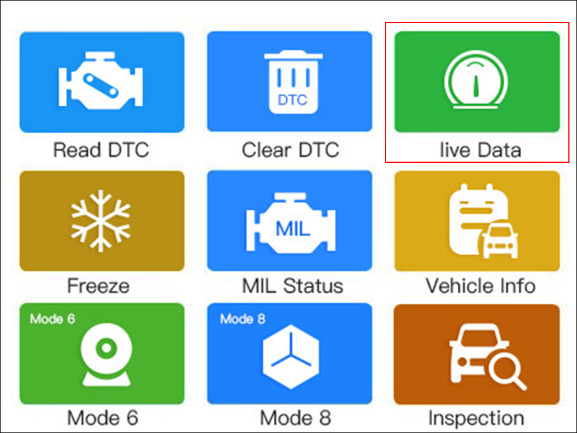 DTC
Read DTC
Clear DTC
live Data
MIL
Freeze
MIL Status
Vehicle Info
Mode 6
Mode 8
Mode 6
Mode 8
Inspection